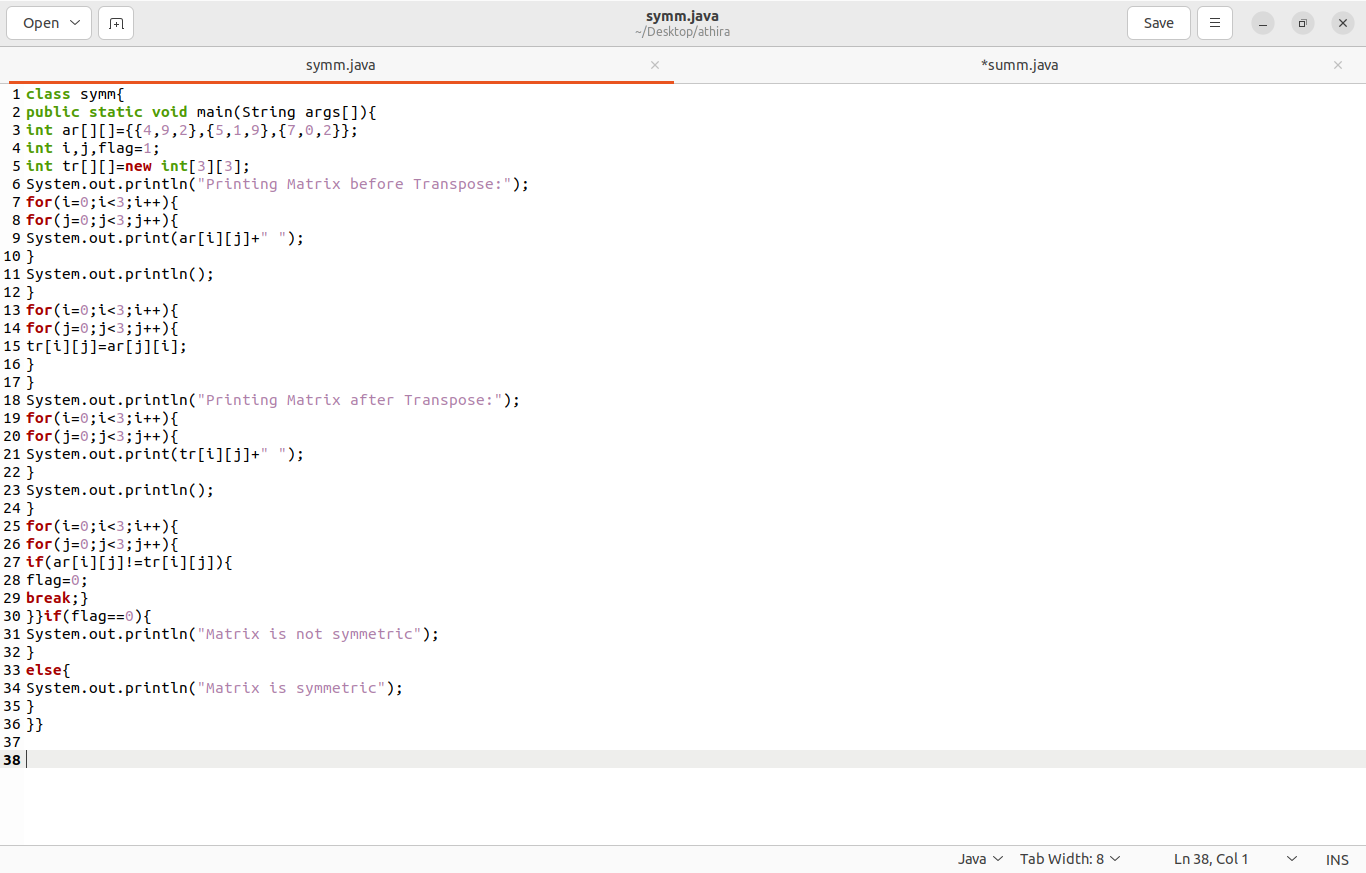 Open
symm.java
~/Desktop/athira
Save
symm.java
*summ.java
1 class symm{
2 public static void main(String args[]){
3 int ar[][]={{4,9,2},{5,1,9},{7,0,2}};
4 int i,j,flag=1;
5 int tr[][]=new int[3][3];
6 System.out.println("Printing Matrix before Transpose:");
7 for(i=0;i<3;i++){
8 for(j=0;j<3;j++){
9 System.out.print(ar[i][j]+" ");
10 }
11 System.out.println();
12 }
13 for(i=0;i<3;i++){
14 for(j=0;j<3;j++){
15 tr[i][j]=ar[j][i];
16 }
17 }
18 System.out.println("Printing Matrix after Transpose:");
19 for(i=0;i<3;i++){
20 for(j=0;j<3;j++){
21 System.out.print(tr[i][j]+" ");
22 }
23 System.out.println();
24 }
25 for(i=0;i<3;i++){
26 for(j=0;j<3;j++){
27 if(ar[i][j]!=tr[i][j]){
28 flag=0;
29 break;}
30 }}if(flag==0){
31 System.out.println("Matrix is not symmetric");
32 }
33 else{
34 System.out.println("Matrix is symmetric");
35 }
36 }}
37
38
Java Tab Width: 8 Ln 38, Col 1 INS